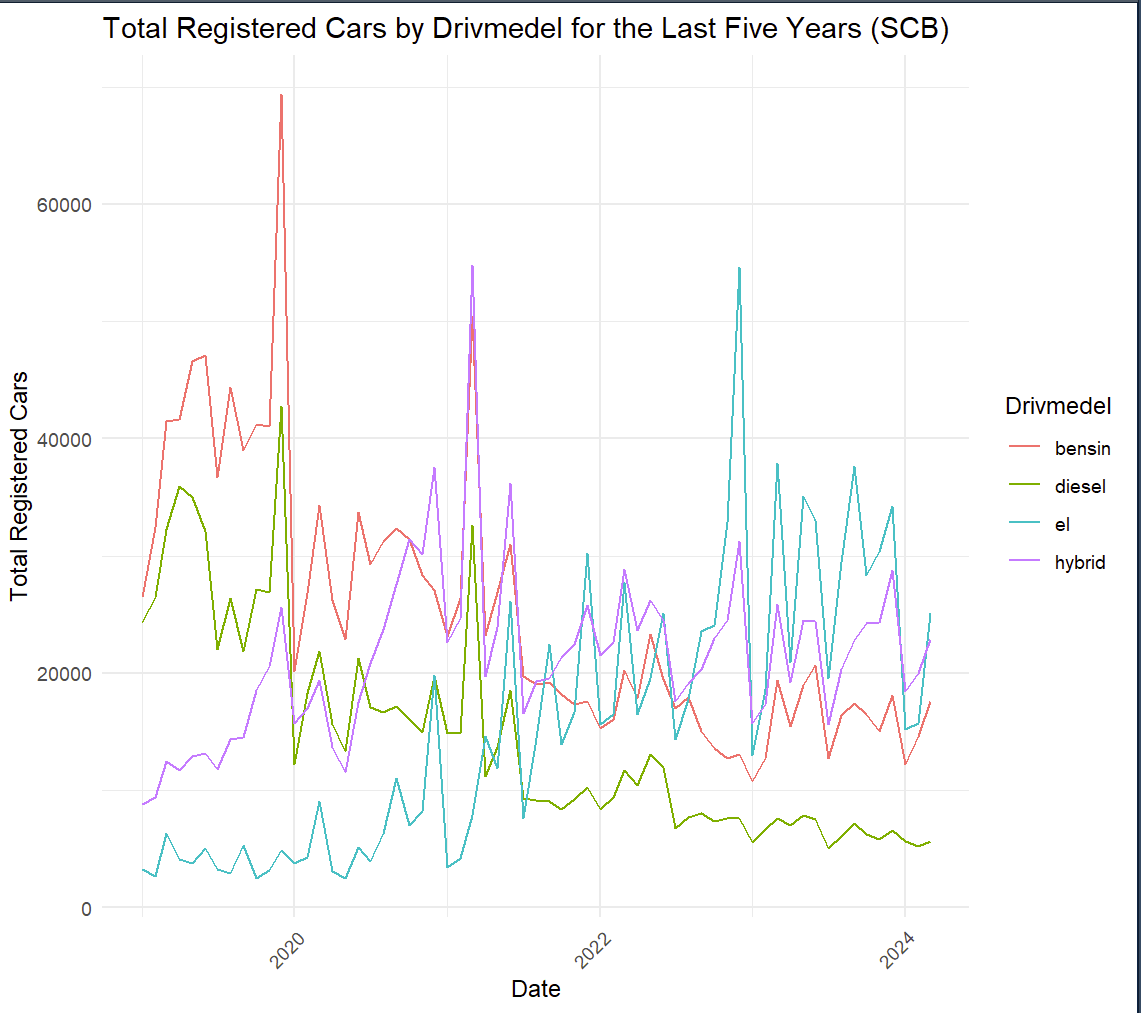 Total Registered Cars by Drivmedel for the Last Five Years (SCB)
Total Registered Cars
60000
40000
20000
0
2020
2022
2024
Date
Drivmedel
bensin
diesel
el
hybrid